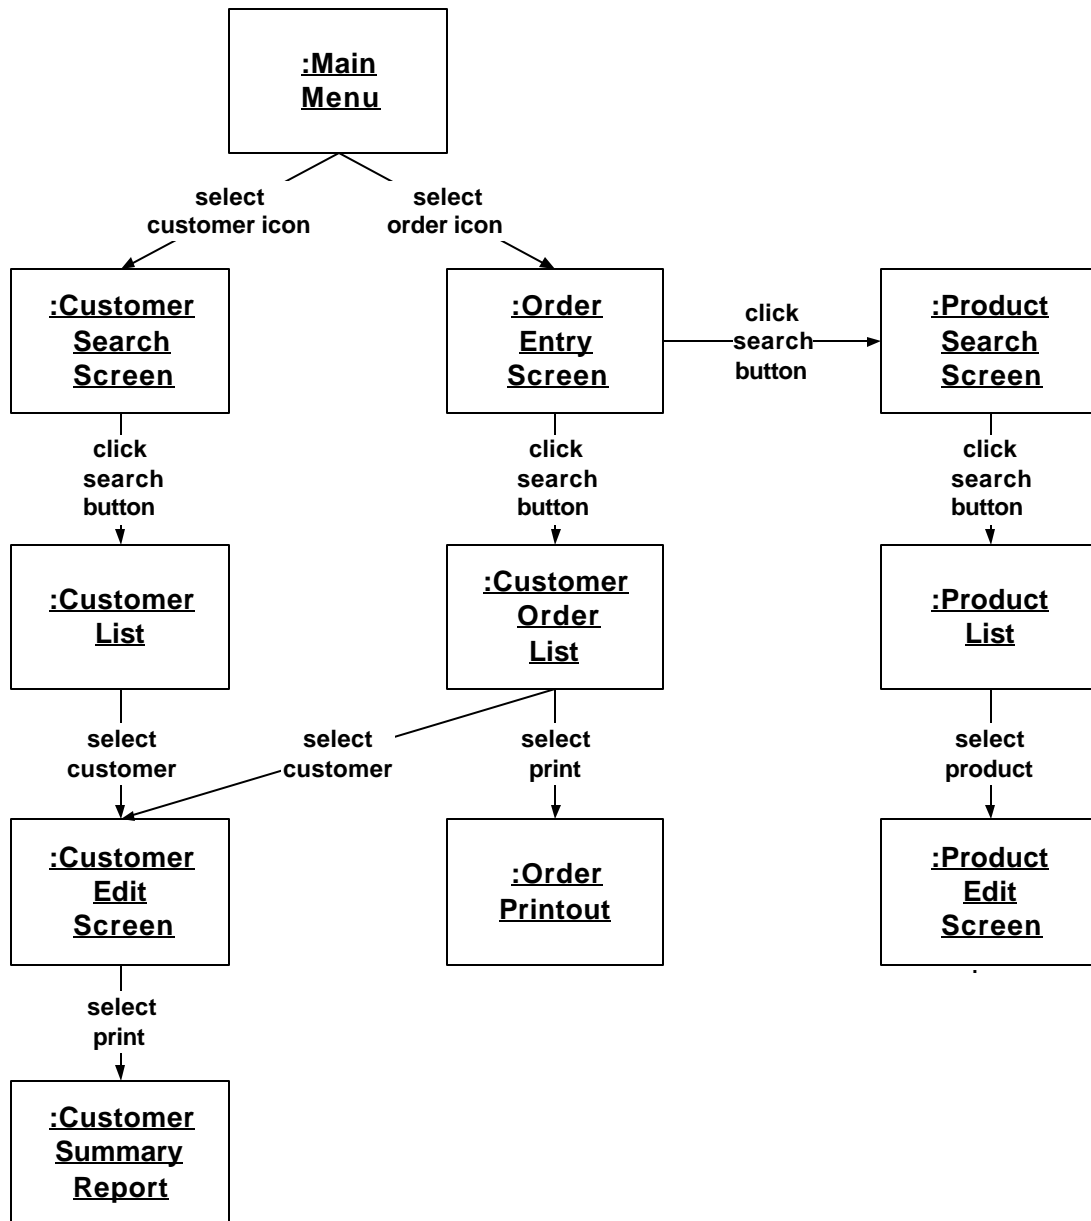 :Main
Menu
select
customer icon
select
order icon
:Customer
Search
Screen
:Order
Entry
Screen
click
search
button
:Product
Search
Screen
click
search
button
click
search
button
click
search
button
:Customer
List
:Customer
Order
List
:Product
List
select
customer
select
customer
select
print
select
product
:Customer
Edit
Screen
:Order
Printout
:Product
Edit
Screen
.
select
print
:Customer
Summary
Report